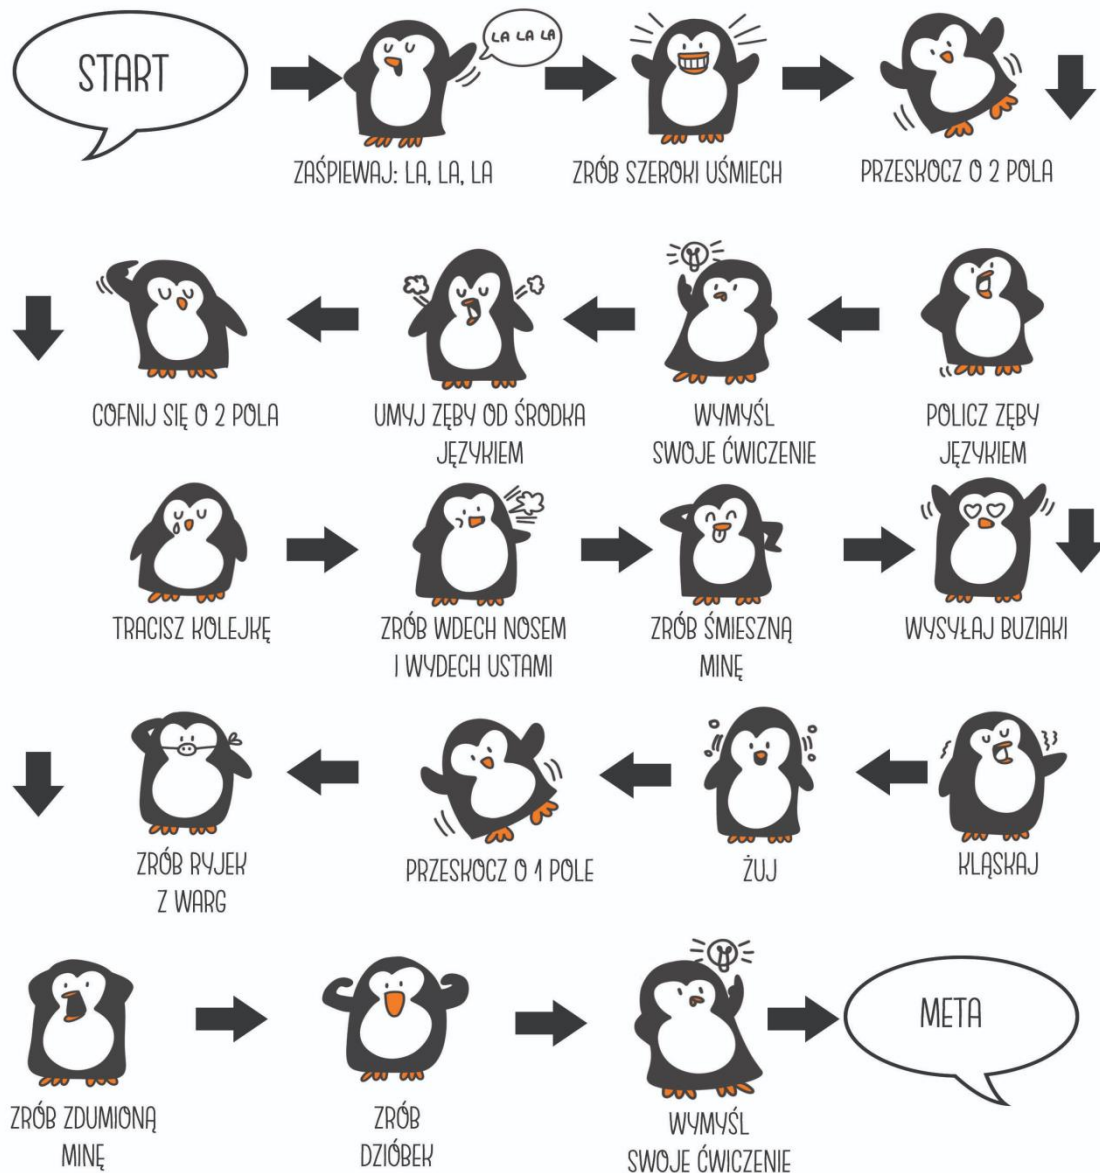 START
LA LA LA
ZAŚPIEWAJ: LA, LA, LA
ZRÓB SZEROKI UŚMIECH
PRZESKOCZ O 2 POLA
COFNIJ SIĘ O 2 POLA
UMYJ ZĘBY OD ŚRODKA
JĘZYKIEM
WYMYŚL
SWOJE ĆWICZENIE
POLICZ ZĘBY
JĘZYKIEM
TRACISZ KOLEJKĘ
ZRÓB WDECH NOSEM
I WYDECH USTAMI
ZRÓB ŚMIESZNĄ
MINĘ
WYSYŁAJ BUZIAKI
ZRÓB RYJEK
Z WARG
PRZESKOCZ O 1 POLE
ŻUJ
KLĄSKAJ
ZRÓB ZDUMIONĄ
MINĘ
ZRÓB
DZIÓBEK
WYMYŚL
SWOJE ĆWICZENIE
META